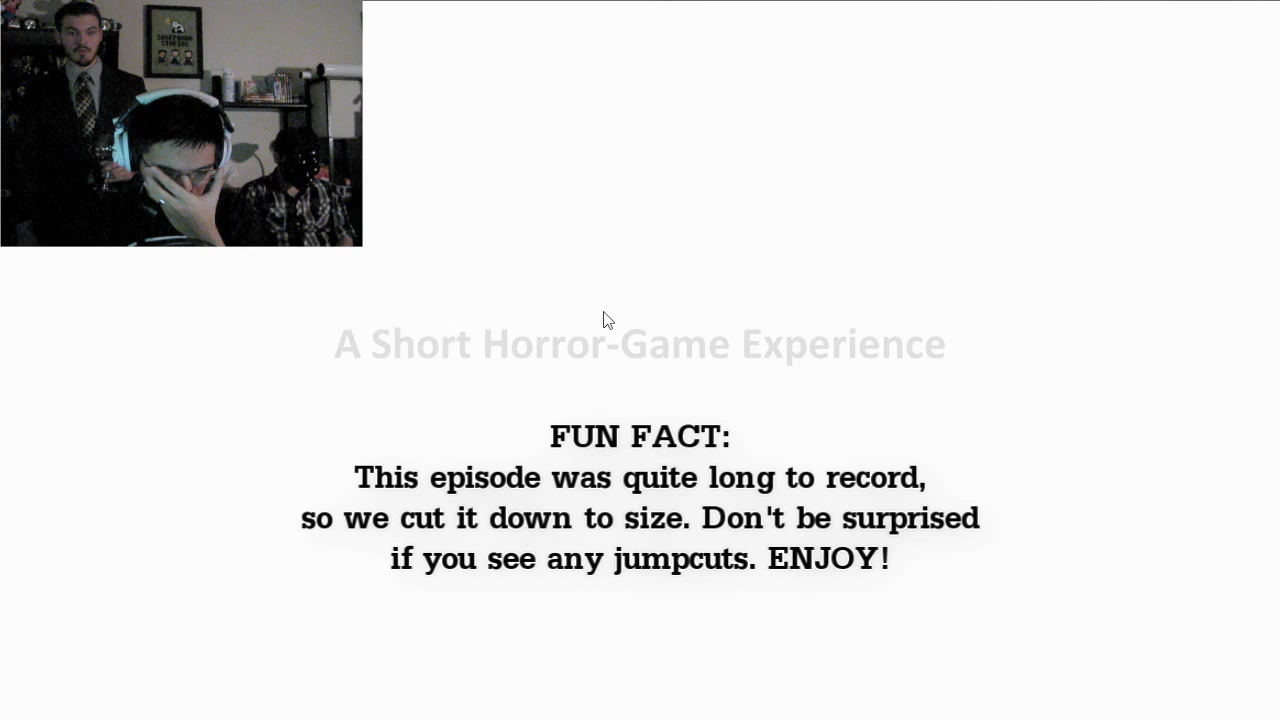 A Short Horror-Game Experience
FUN FACT:
This episode was quite long to record,
so we cut it down to size. Don't be surprised
if you see any jumpcuts. ENJOY!